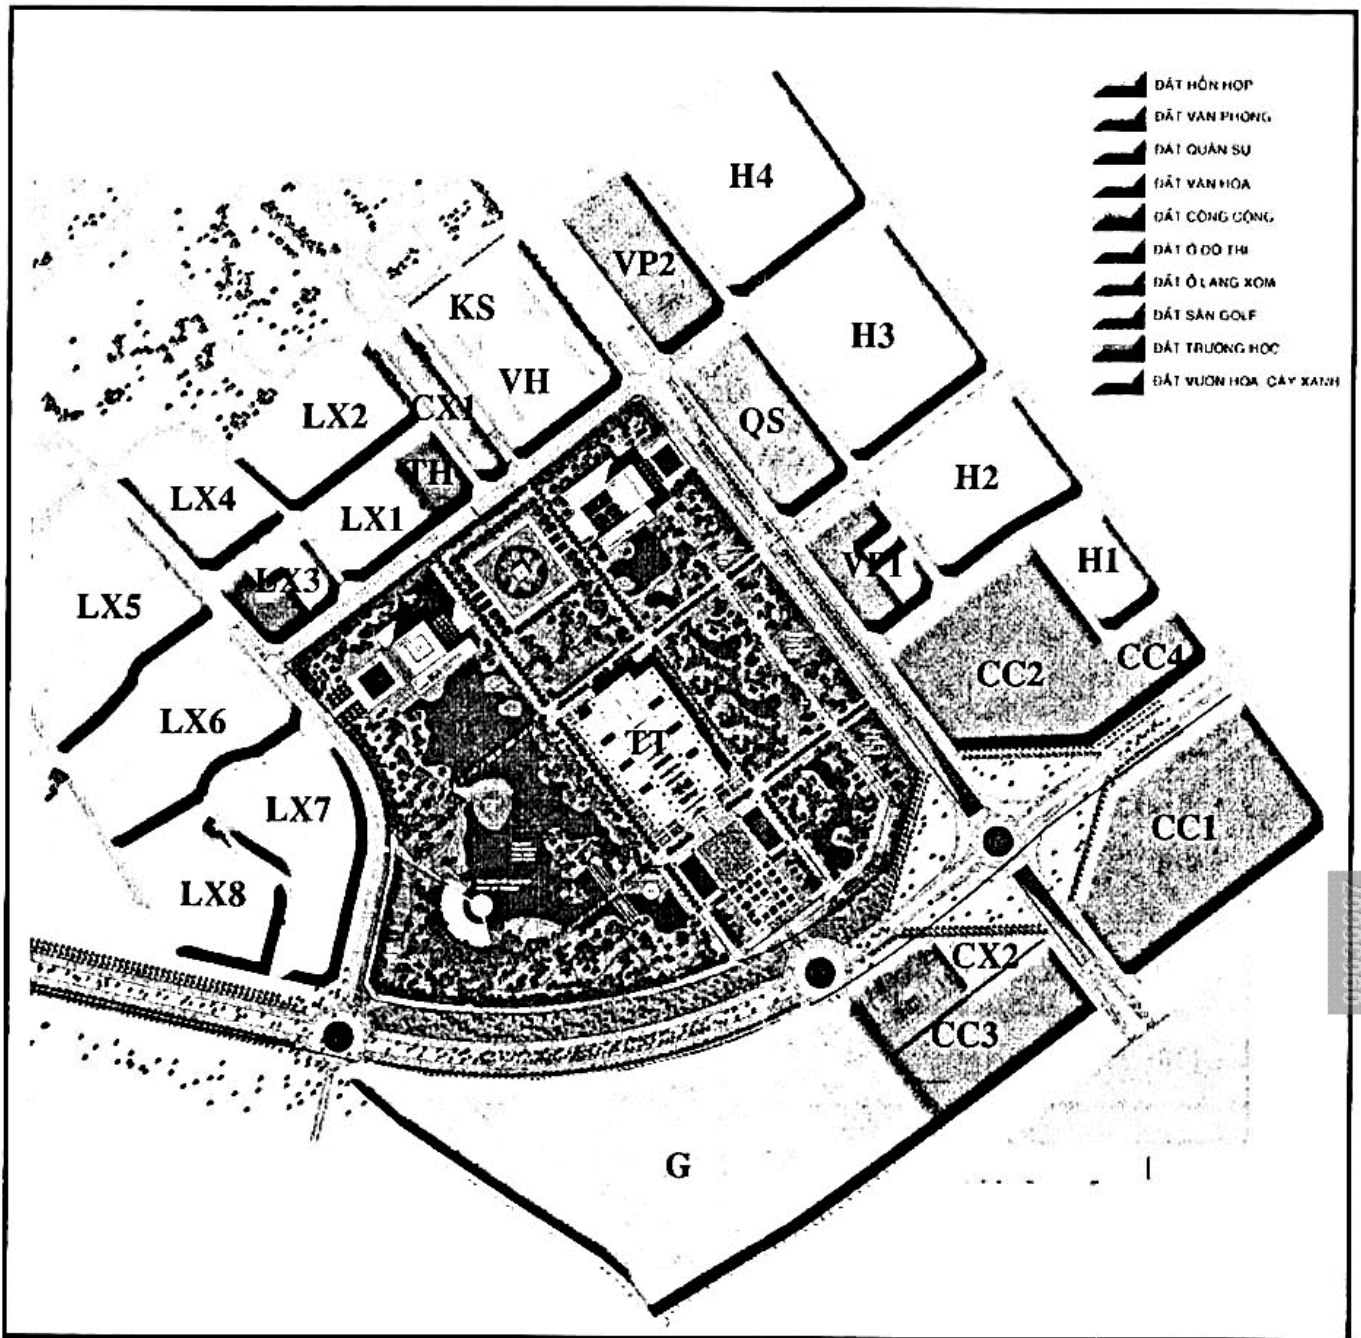 ĐẤT HỖN HỢP
ĐẤT VĂN PHÒNG
ĐẤT QUÂN SỰ
ĐẤT VĂN HÓA
ĐẤT CÔNG CỘNG
ĐẤT Ở ĐÔ THỊ
ĐẤT Ở LÀNG XÓM
ĐẤT SÂN GOLF
ĐẤT TRƯỜNG HỌC
ĐẤT VƯỜN HOA, CÂY XANH
H4
VP2
KS
H3
VH
LX2
CX1
QS
TH
H2
LX4
LX1
H1
VP1
LX3
LX5
CC4
CC2
LX6
TT
LX7
CC1
LX8
CX2
CC3
G